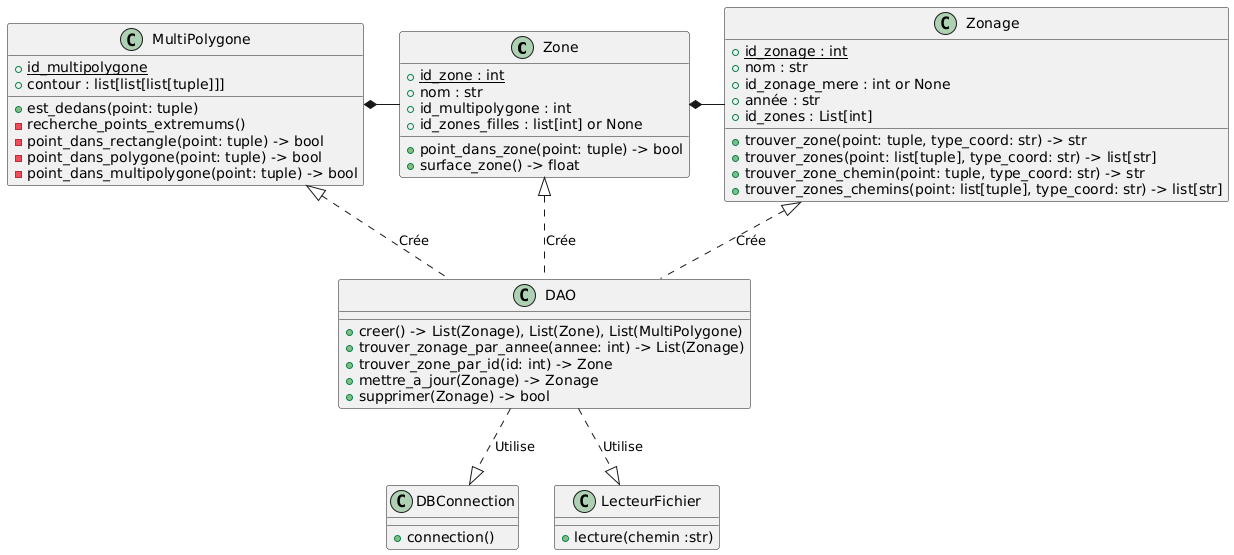 MultiPolygone
id_multipolygone
contour : list[list[list[tuple]]]
est_dedans(point: tuple)
recherche_points_extremums()
point_dans_rectangle(point: tuple) -> bool
point_dans_polygone(point: tuple) -> bool
point_dans_multipolygone(point: tuple) -> bool
Zone
id_zone : int
nom : str
id_multipolygone : int
id_zones_filles : list[int] or None
point_dans_zone(point: tuple) -> bool
surface_zone() -> float
Zonage
id_zonage : int
nom : str
id_zonage_mere : int or None
année : str
id_zones : List[int]
trouver_zone(point: tuple, type_coord: str) -> str
trouver_zones(point: list[tuple], type_coord: str) -> list[str]
trouver_zone_chemin(point: tuple, type_coord: str) -> str
trouver_zones_chemins(point: list[tuple], type_coord: str) -> list[str]
Crée
Crée
Crée
DAO
creer() -> List(Zonage), List(Zone), List(MultiPolygone)
trouver_zonage_par_annee(annee: int) -> List(Zonage)
trouver_zone_par_id(id: int) -> Zone
mettre_a_jour(Zonage) -> Zonage
supprimer(Zonage) -> bool
Utilise
Utilise
DBConnection
connection()
LecteurFichier
lecture(chemin :str)